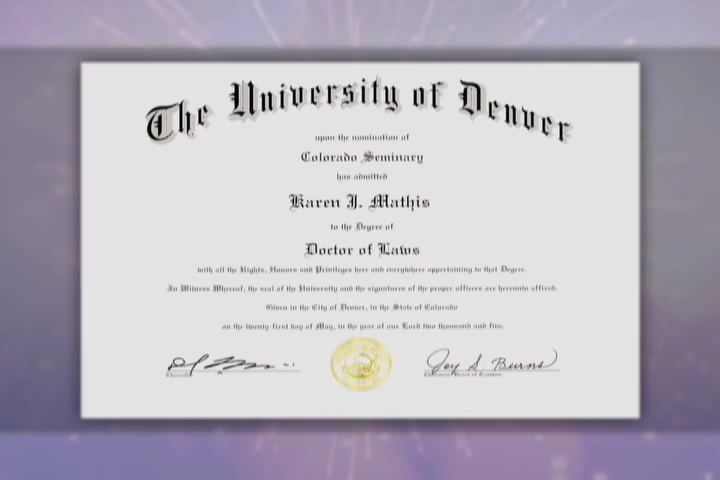 The University of Denver
upon the nomination of
Colorado Seminary
has admitted
Karen J. Mathis
to the Degree of
Doctor of Laws
with all the Rights, Honors and Privileges here and everywhere appertaining to that Degree.
In Witness Whereof, the seal of the University and the signatures of the proper officers are hereunto affixed.
Given in the City of Denver, in the State of Colorado
on the twenty-first day of May, in the year of our Lord two thousand and five.
Joy S. Burns